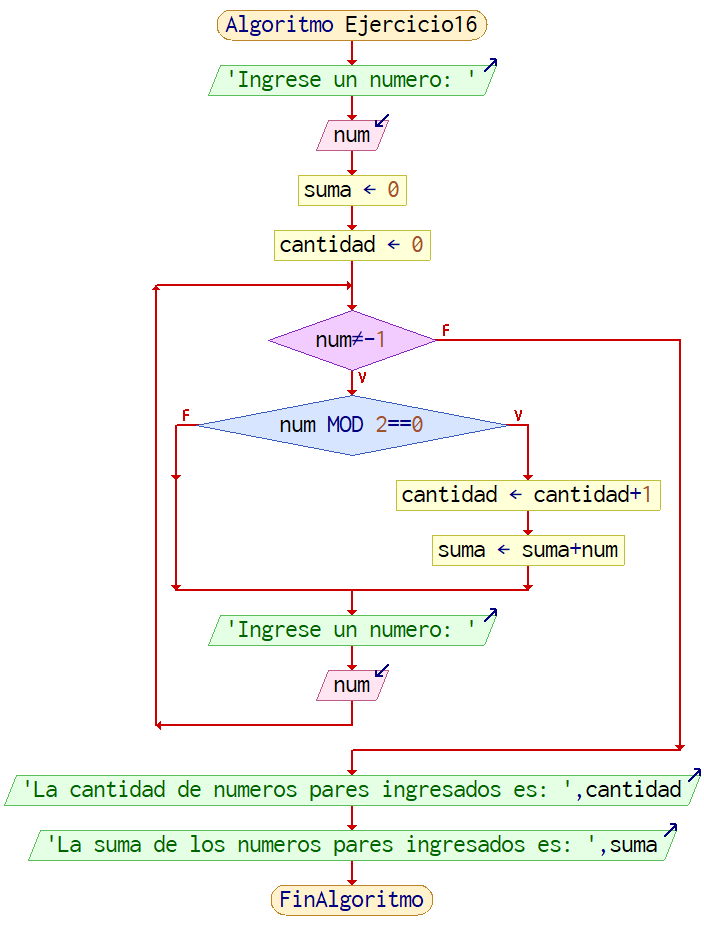 Algoritmo Ejercicio16
'Ingrese un numero: '
num
suma ← 0
cantidad ← 0
num≠-1
F
V
num MOD 2==0
F
V
cantidad ← cantidad+1
suma ← suma+num
'Ingrese un numero: '
num
'La cantidad de numeros pares ingresados es: ',cantidad
'La suma de los numeros pares ingresados es: ',suma
FinAlgoritmo